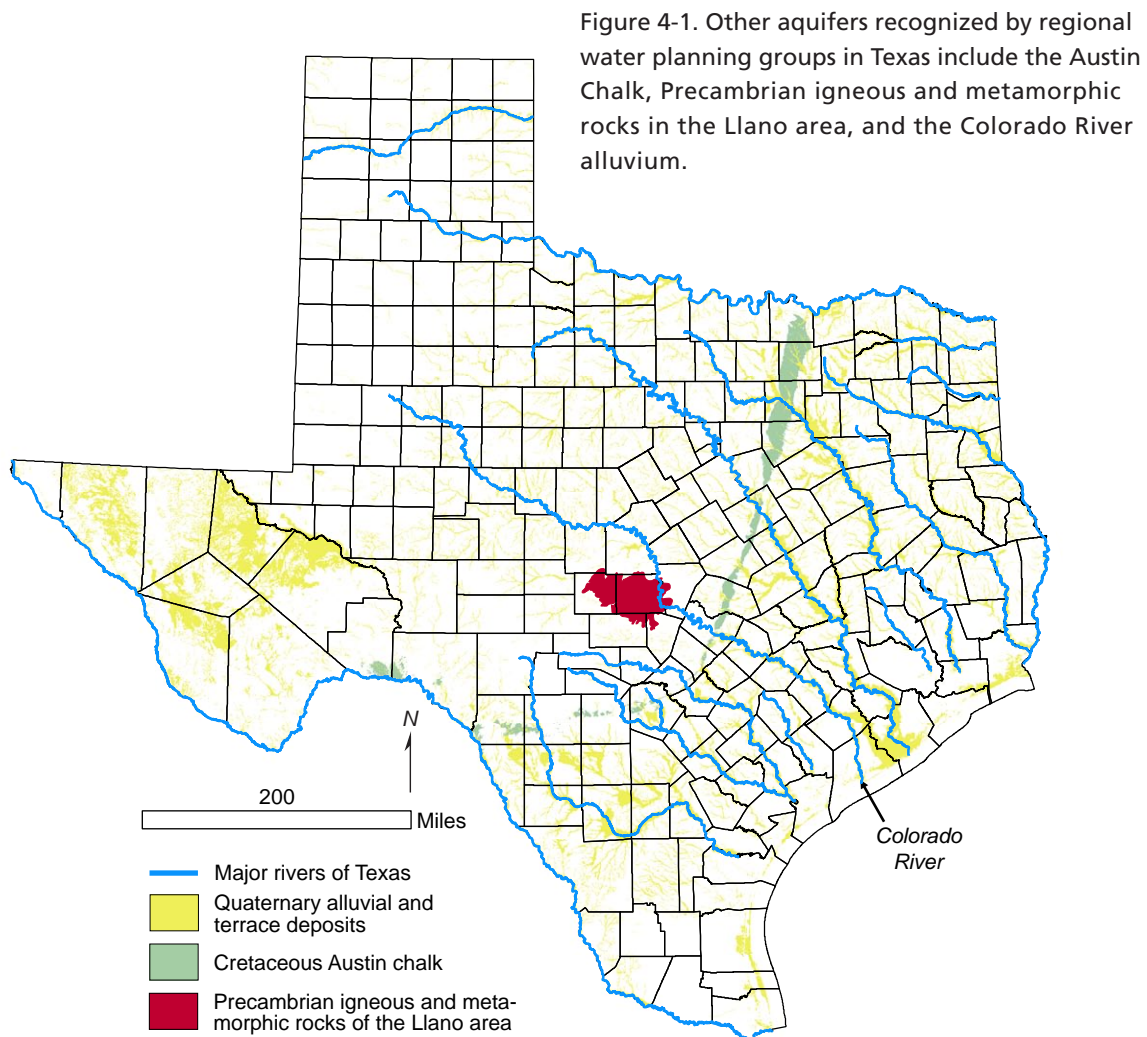 Figure 4-1. Other aquifers recognized by regional
water planning groups in Texas include the Austin
Chalk, Precambrian igneous and metamorphic
rocks in the Llano area, and the Colorado River
alluvium.
N
200
Miles
Colorado
River
Major rivers of Texas
Quaternary alluvial and
terrace deposits
Cretaceous Austin chalk
Precambrian igneous and meta-
morphic rocks of the Llano area